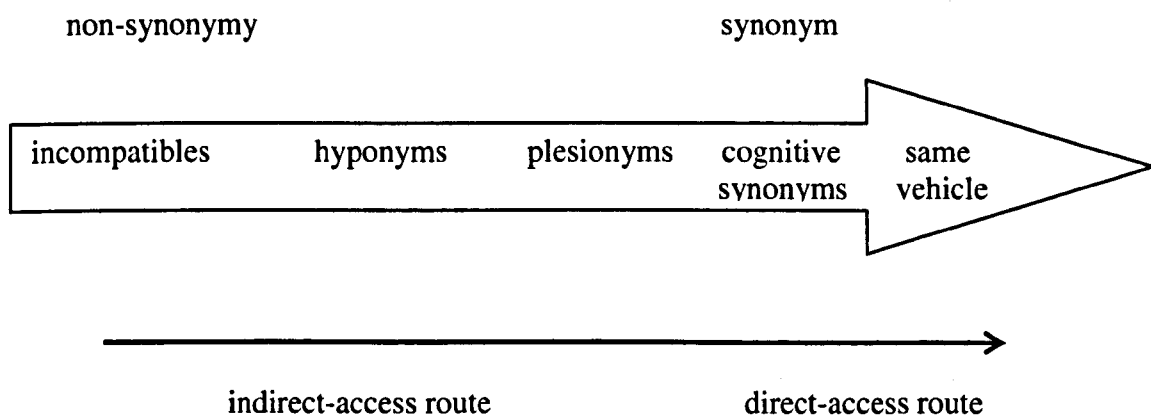 non-synonymy synonym
incompatibles hyponyms plesionyms cognitive same
synonyms vehicle
indirect-access route direct-access route